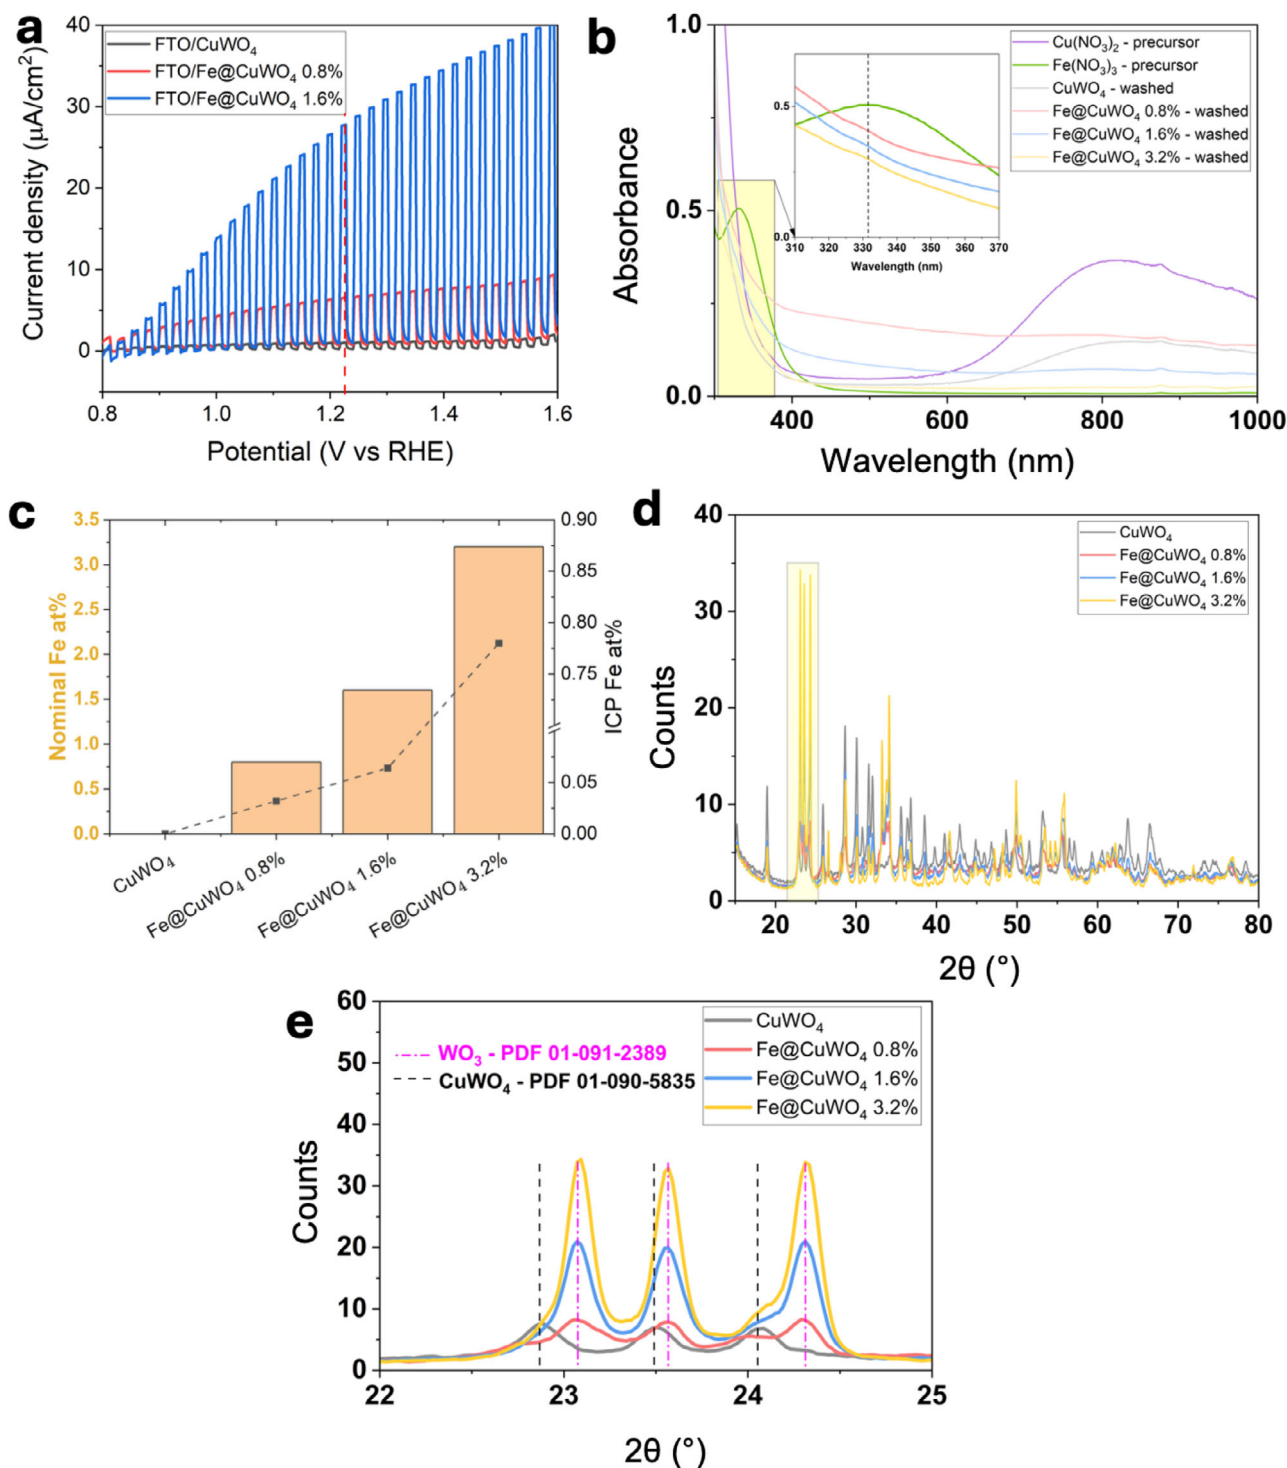 a
Current density (μA/cm²)
40
30
20
10
0
FTO/CuWO₄
FTO/Fe@CuWO₄ 0.8%
FTO/Fe@CuWO₄ 1.6%
0.8 1.0 1.2 1.4 1.6
Potential (V vs RHE)
b
Absorbance
1.0
0.5
0.0
Cu(NO₃)₂ - precursor
Fe(NO₃)₃ - precursor
CuWO₄ - washed
Fe@CuWO₄ 0.8% - washed
Fe@CuWO₄ 1.6% - washed
Fe@CuWO₄ 3.2% - washed
0.5
0.0
310 320 330 340 350 360 370
Wavelength (nm)
400 600 800 1000
Wavelength (nm)
c
Nominal Fe at%
3.5
3.0
2.5
2.0
1.5
1.0
0.5
0.0
0.90
0.85
0.80
0.75
0.05
0.00
ICP Fe at%
CuWO₄
Fe@CuWO₄ 0.8%
Fe@CuWO₄ 1.6%
Fe@CuWO₄ 3.2%
d
Counts
40
30
20
10
0
CuWO₄
Fe@CuWO₄ 0.8%
Fe@CuWO₄ 1.6%
Fe@CuWO₄ 3.2%
20 30 40 50 60 70 80
2θ (°)
e
Counts
60
50
40
30
20
10
0
WO₃ - PDF 01-091-2389
CuWO₄ - PDF 01-090-5835
CuWO₄
Fe@CuWO₄ 0.8%
Fe@CuWO₄ 1.6%
Fe@CuWO₄ 3.2%
22 23 24 25
2θ (°)